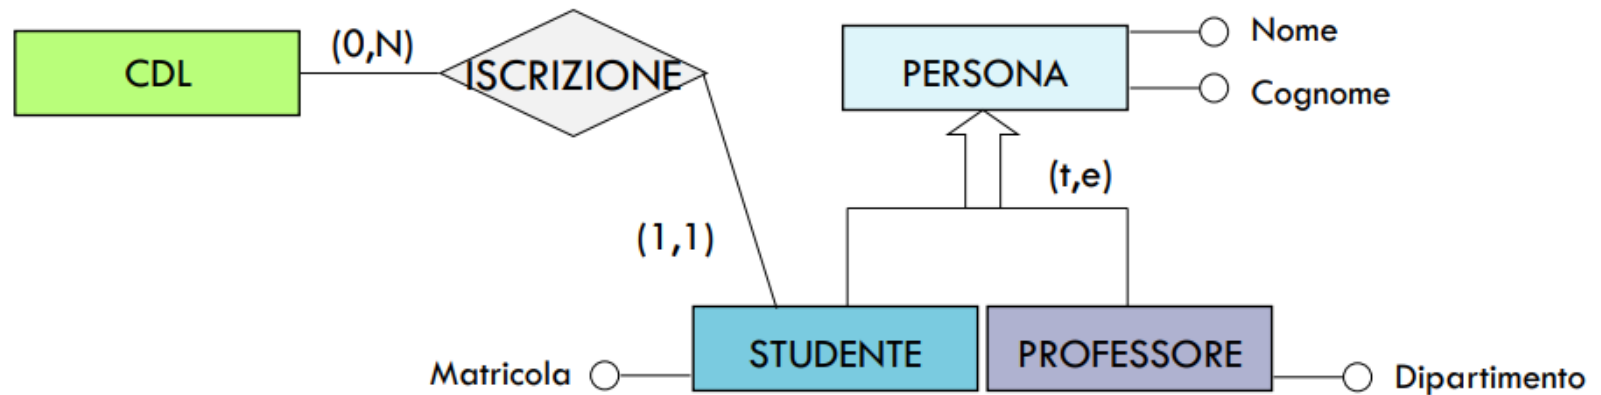 CDL
(0,N)
ISCRIZIONE
PERSONA
Nome
Cognome
(t,e)
(1,1)
STUDENTE
PROFESSORE
Matricola
Dipartimento